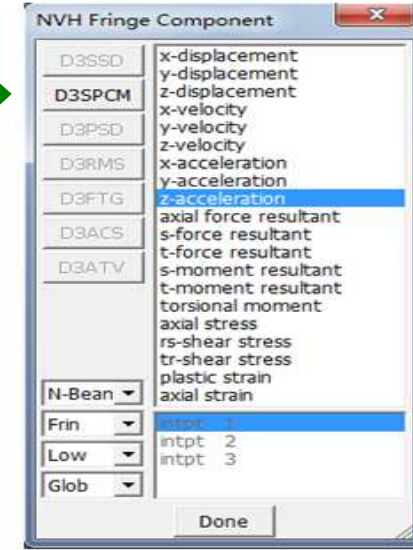 NVH Fringe Component
D3SSD
D3SPCM
D3PSD
D3RMS
D3FTG
D3ACS
D3ATV
x-displacement
y-displacement
z-displacement
x-velocity
y-velocity
z-velocity
x-acceleration
y-acceleration
z-acceleration
axial force resultant
s-force resultant
t-force resultant
s-moment resultant
t-moment resultant
torsional moment
axial stress
rs-shear stress
tr-shear stress
plastic strain
axial strain
N-Bean
Frin
Low
Glob
intpt 1
intpt 2
intpt 3
Done